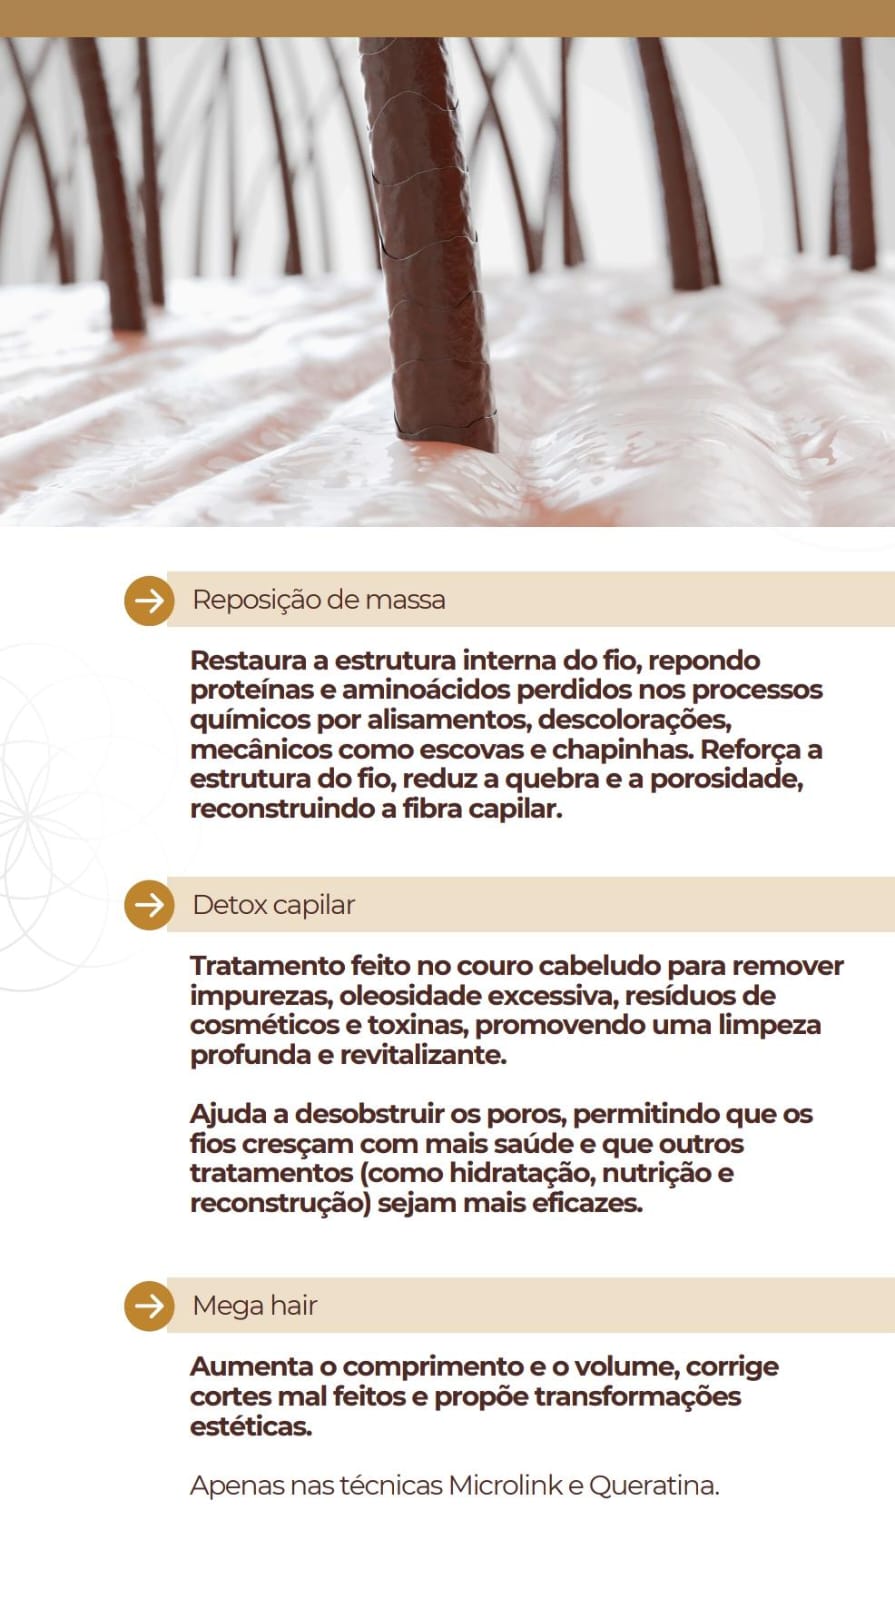 Reposição de massa
Restaura a estrutura interna do fio, repondo
proteínas e aminoácidos perdidos nos processos
químicos por alisamentos, descolorações,
mecânicos como escovas e chapinhas. Reforça a
estrutura do fio, reduz a quebra e a porosidade,
reconstruindo a fibra capilar.
Detox capilar
Tratamento feito no couro cabeludo para remover
impurezas, oleosidade excessiva, resíduos de
cosméticos e toxinas, promovendo uma limpeza
profunda e revitalizante.
Ajuda a desobstruir os poros, permitindo que os
fios cresçam com mais saúde e que outros
tratamentos (como hidratação, nutrição e
reconstrução) sejam mais eficazes.
Mega hair
Aumenta o comprimento e o volume, corrige
cortes mal feitos e propõe transformações
estéticas.
Apenas nas técnicas Microlink e Queratina.